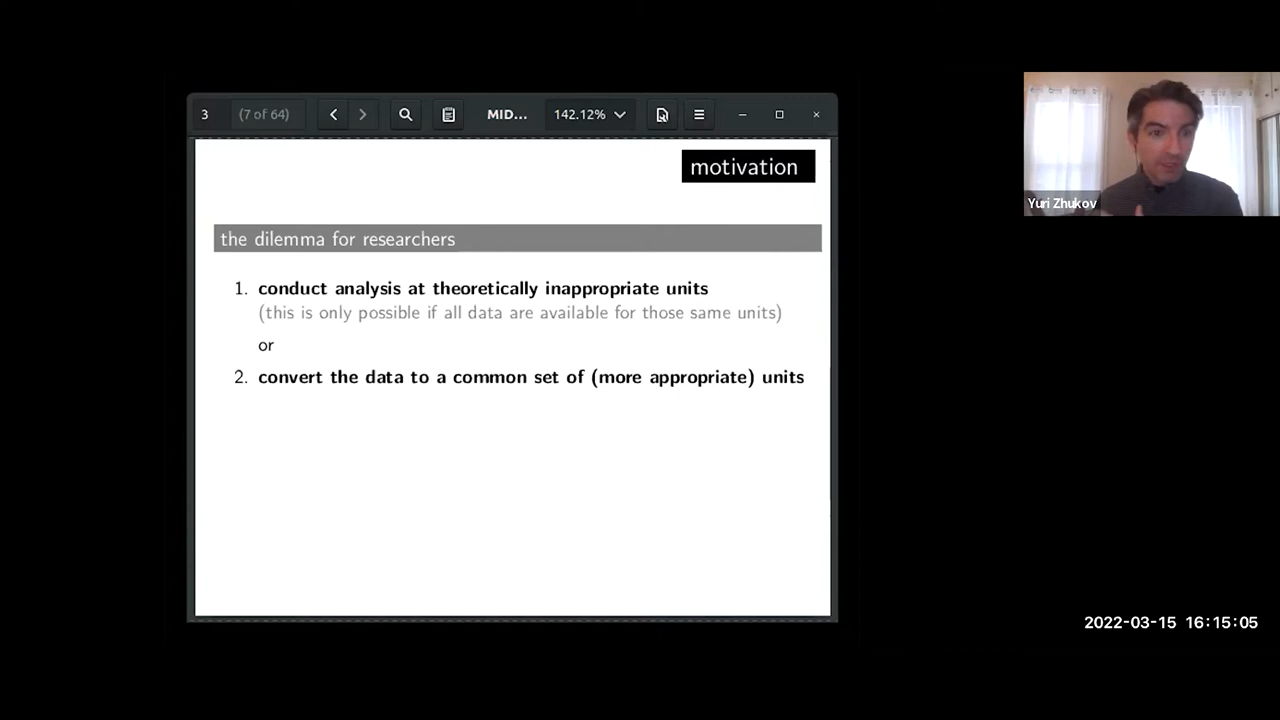 3 (7 of 64) MID... 142.12%
motivation
the dilemma for researchers
1. conduct analysis at theoretically inappropriate units
(this is only possible if all data are available for those same units)
or
2. convert the data to a common set of (more appropriate) units
Yuri Zhukov
2022-03-15 16:15:05